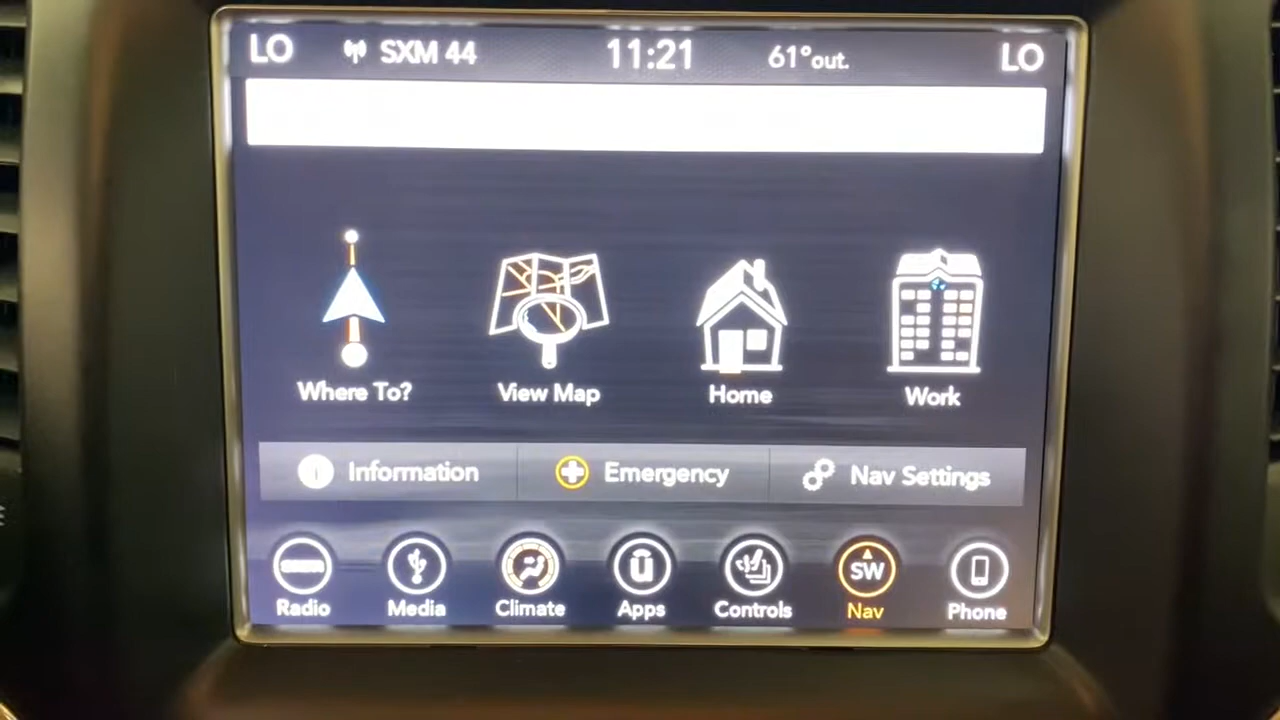 LO SXM 44 11:21 61° out. LO
Where To? View Map Home Work
Information Emergency Nav Settings
SW
Radio Media Climate Apps Controls Nav Phone